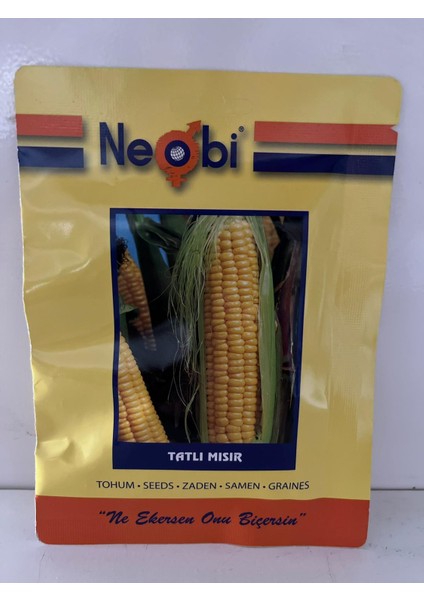 Neobi
TATLI MISIR
TOHUM • SEEDS • ZADEN • SAMEN • GRAINES
"Ne Ekersen Onu Biçersin"